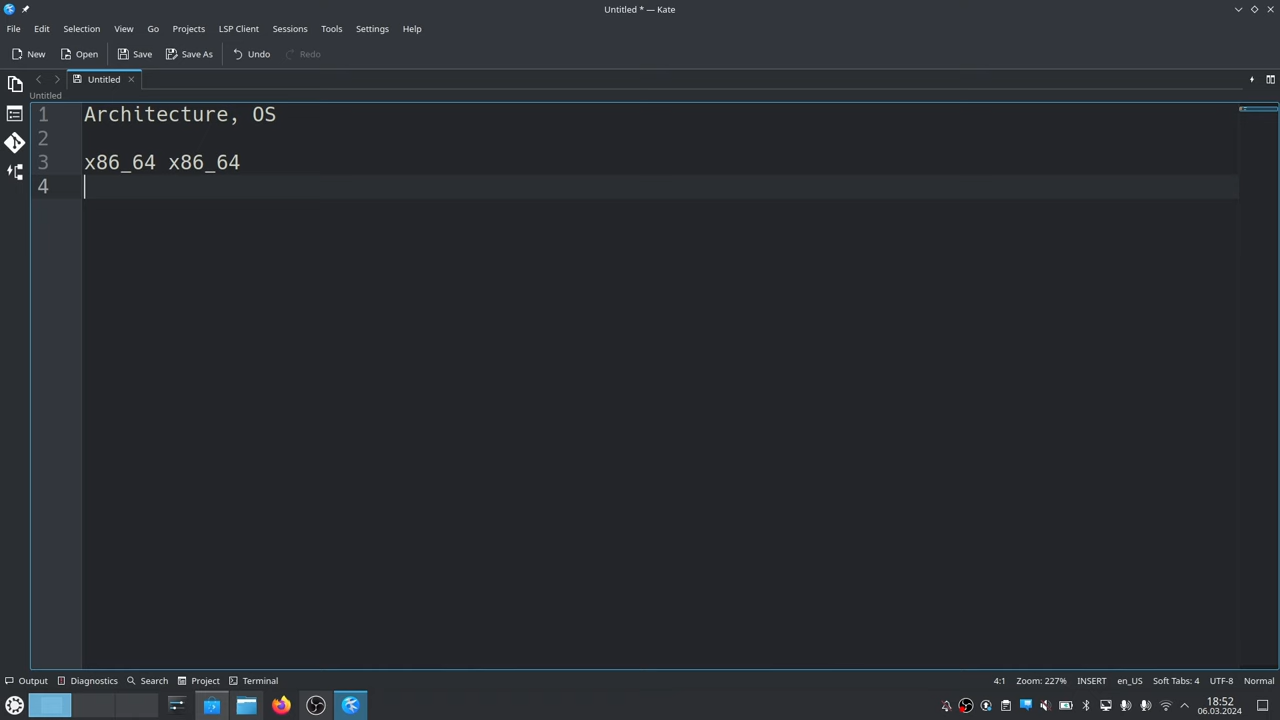 Untitled * — Kate
File Edit Selection View Go Projects LSP Client Sessions Tools Settings Help
New Open Save Save As Undo Redo
Untitled
Untitled
1 Architecture, OS
2
3 x86_64 x86_64
4
Output Diagnostics Search Project Terminal 4:1 Zoom: 227% INSERT en_US Soft Tabs: 4 UTF-8 Normal
18:52
06.03.2024